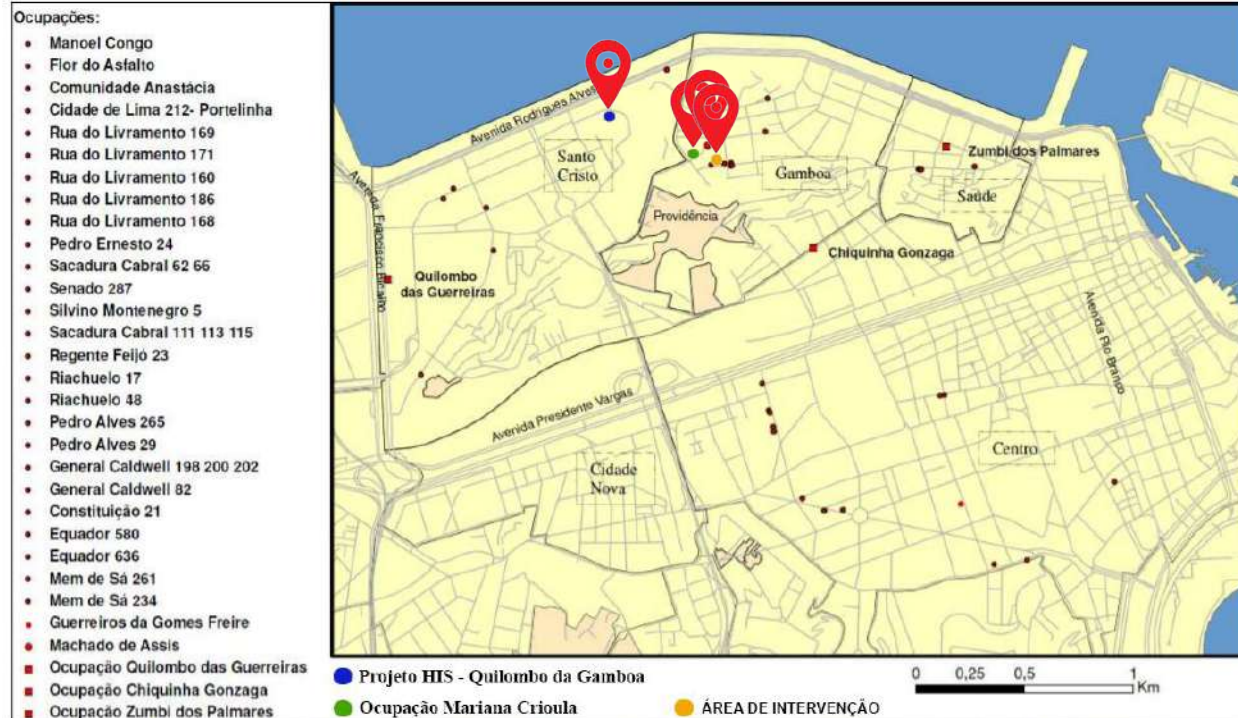 Ocupações:
Manoel Congo
Flor do Asfalto
Comunidade Anastácia
Cidade de Lima 212- Portelinha
Rua do Livramento 169
Rua do Livramento 171
Rua do Livramento 160
Rua do Livramento 186
Rua do Livramento 168
Pedro Ernesto 24
Sacadura Cabral 62 66
Senado 287
Silvino Montenegro 5
Sacadura Cabral 111 113 115
Regente Feijó 23
Riachuelo 17
Riachuelo 48
Pedro Alves 265
Pedro Alves 29
General Caldwell 198 200 202
General Caldwell 82
Constituição 21
Equador 580
Equador 636
Mem de Sá 261
Mem de Sá 234
Guerreiros da Gomes Freire
Machado de Assis
Ocupação Quilombo das Guerreiras
Ocupação Chiquinha Gonzaga
Ocupação Zumbi dos Palmares
Avenida Rodrigues Alves
Santo
Cristo
Gamboa
Zumbi dos Palmares
Saúde
Providência
Chiquinha Gonzaga
Avenida Francisco Bicalho
Quilombo
das Guerreiras
Avenida Rio Branco
Avenida Presidente Vargas
Cidade
Nova
Centro
Projeto HIS - Quilombo da Gamboa
Ocupação Mariana Crioula
ÁREA DE INTERVENÇÃO
0 0,25 0,5 1
Km